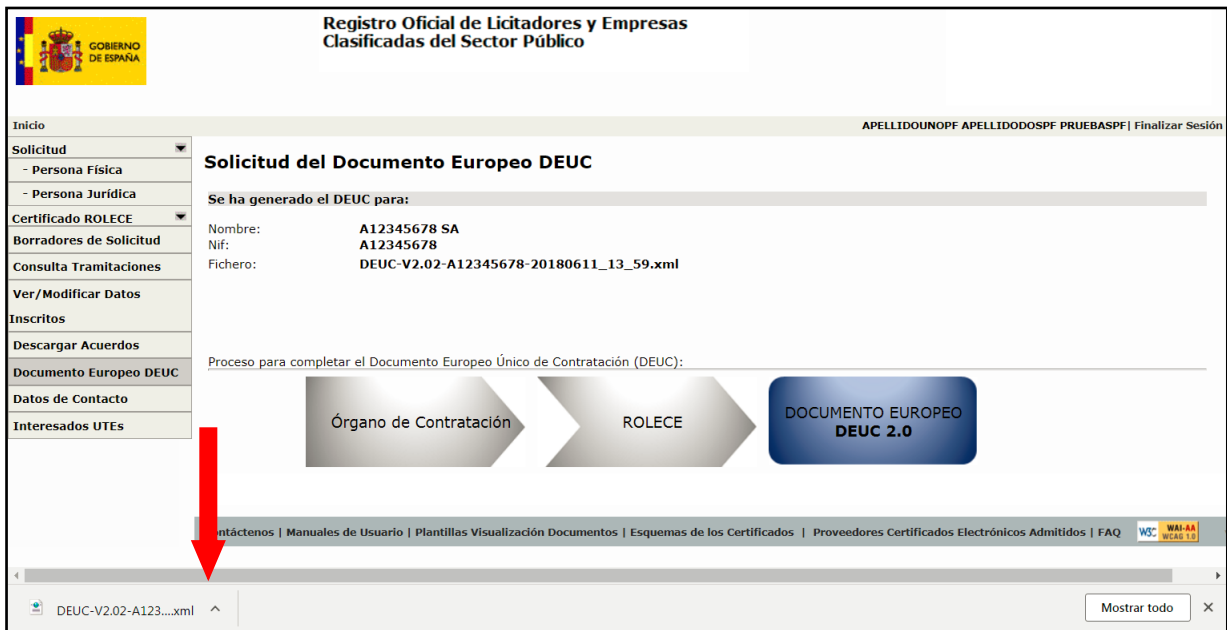 GOBIERNO
DE ESPAÑA
Registro Oficial de Licitadores y Empresas
Clasificadas del Sector Público
Inicio
APELLIDOUNOPF APELLIDODOSPF PRUEBASPF| Finalizar Sesión
Solicitud
- Persona Física
- Persona Jurídica
Certificado ROLECE
Borradores de Solicitud
Consulta Tramitaciones
Ver/Modificar Datos
Inscritos
Descargar Acuerdos
Documento Europeo DEUC
Datos de Contacto
Interesados UTEs
Solicitud del Documento Europeo DEUC
Se ha generado el DEUC para:
Nombre: A12345678 SA
Nif: A12345678
Fichero: DEUC-V2.02-A12345678-20180611_13_59.xml
Proceso para completar el Documento Europeo Único de Contratación (DEUC):
Órgano de Contratación
ROLECE
DOCUMENTO EUROPEO
DEUC 2.0
ontáctenos | Manuales de Usuario | Plantillas Visualización Documentos | Esquemas de los Certificados | Proveedores Certificados Electrónicos Admitidos | FAQ
W3C WAI-AA
WCAG 1.0
DEUC-V2.02-A123....xml
Mostrar todo